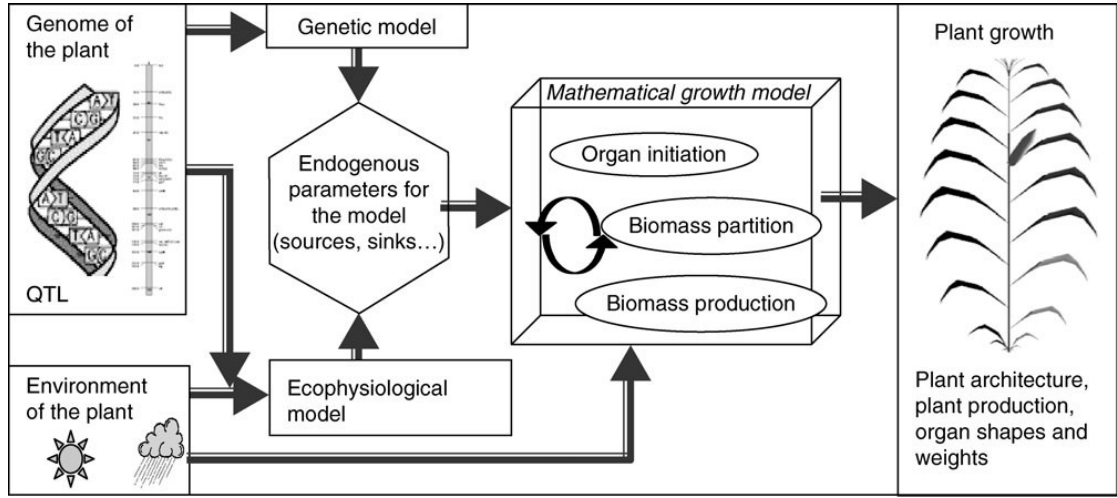 Genome of
the plant
A
T
C
G
T
A
G
C
A
T
C
G
T
A
G
C
QTL
Genetic model
Endogenous
parameters for
the model
(sources, sinks…)
Mathematical growth model
Organ initiation
Biomass partition
Biomass production
Environment
of the plant
Ecophysiological
model
Plant growth
Plant architecture,
plant production,
organ shapes and
weights